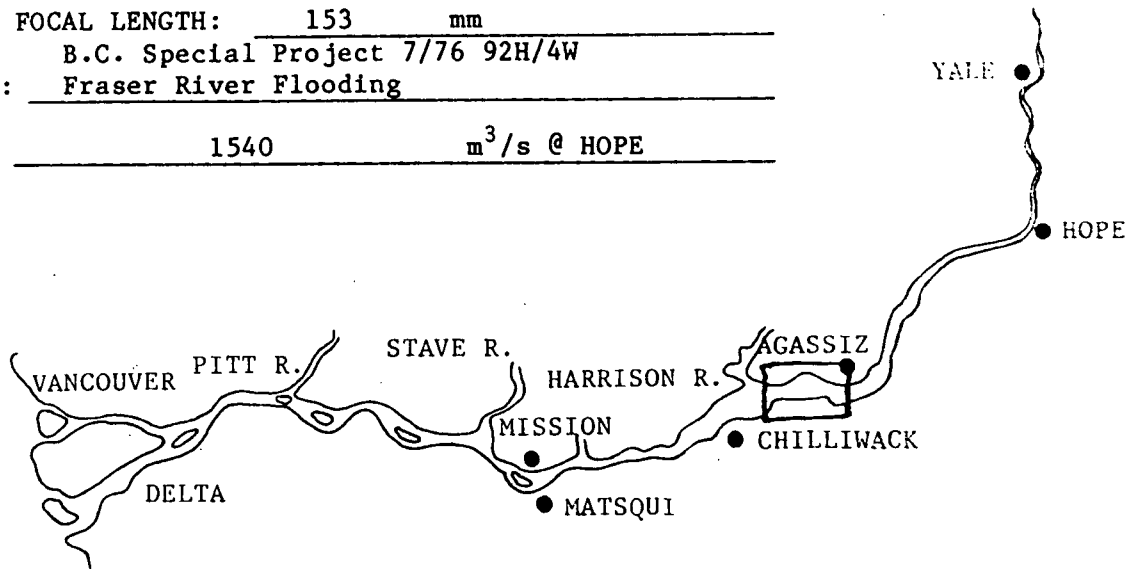 FOCAL LENGTH: 153 mm
B.C. Special Project 7/76 92H/4W
: Fraser River Flooding
1540 m³/s @ HOPE
YALE
HOPE
AGASSIZ
STAVE R.
PITT R.
HARRISON R.
VANCOUVER
MISSION
CHILLIWACK
DELTA
MATSQUI